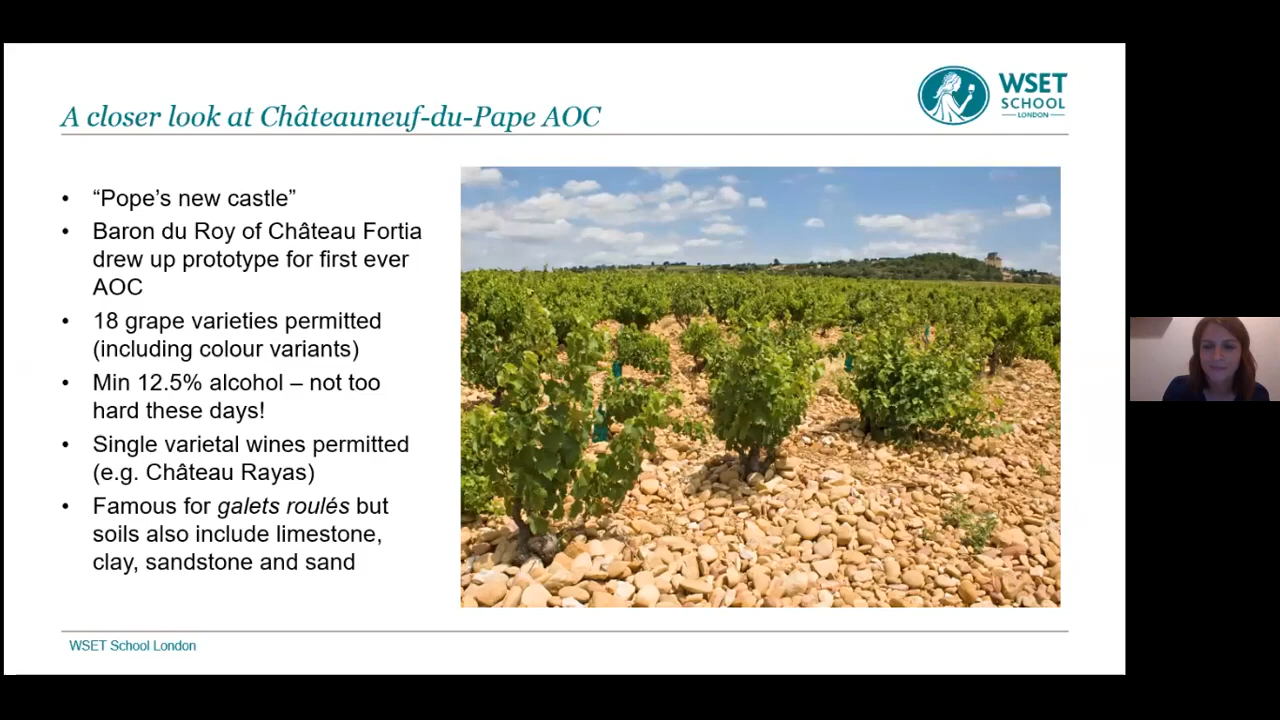 WSET
SCHOOL
LONDON
A closer look at Châteauneuf-du-Pape AOC
• “Pope’s new castle”
• Baron du Roy of Château Fortia
drew up prototype for first ever
AOC
• 18 grape varieties permitted
(including colour variants)
• Min 12.5% alcohol – not too
hard these days!
• Single varietal wines permitted
(e.g. Château Rayas)
• Famous for galets roulés but
soils also include limestone,
clay, sandstone and sand
WSET School London